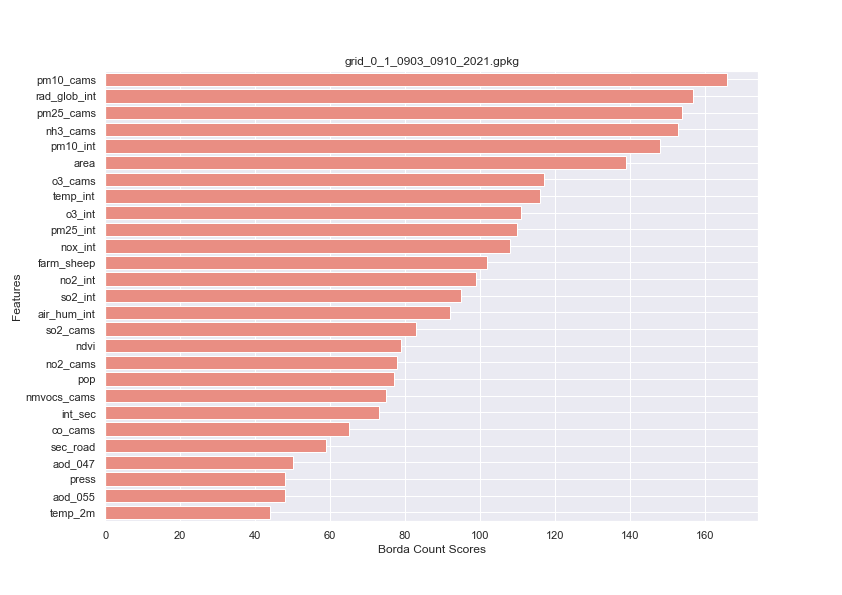 grid_0_1_0903_0910_2021.gpkg
pm10_cams
rad_glob_int
pm25_cams
nh3_cams
pm10_int
area
o3_cams
temp_int
o3_int
pm25_int
nox_int
farm_sheep
no2_int
so2_int
air_hum_int
so2_cams
ndvi
no2_cams
pop
nmvocs_cams
int_sec
co_cams
sec_road
aod_047
press
aod_055
temp_2m
Features
0 20 40 60 80 100 120 140 160
Borda Count Scores